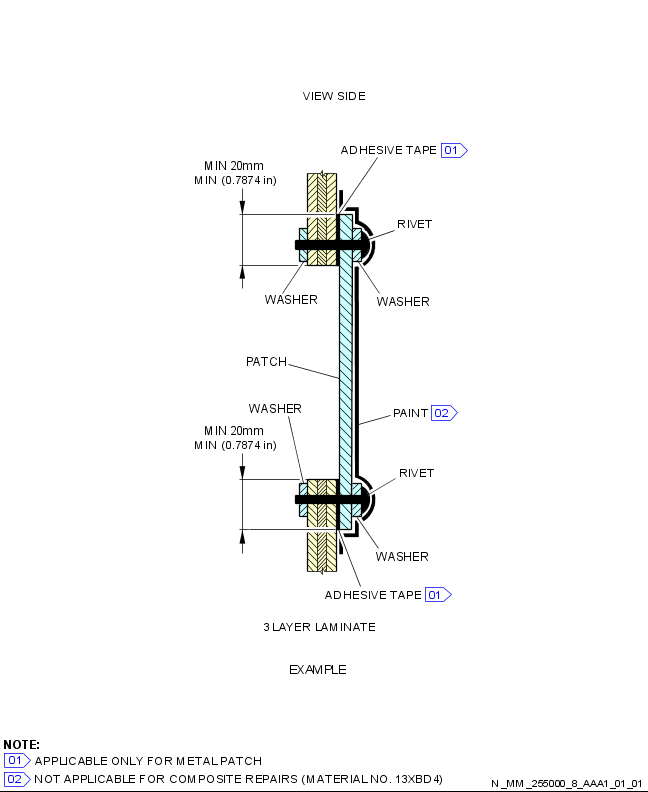 VIEW SIDE
ADHESIVE TAPE 01
MIN 20mm
MIN (0.7874 in)
RIVET
WASHER
WASHER
PATCH
WASHER
PAINT 02
MIN 20mm
MIN (0.7874 in)
RIVET
WASHER
ADHESIVE TAPE 01
3 LAYER LAMINATE
EXAMPLE
NOTE:
01 APPLICABLE ONLY FOR METAL PATCH
02 NOT APPLICABLE FOR COMPOSITE REPAIRS (MATERIAL NO. 13XBD4)
N_MM_255000_8_AAA1_01_01